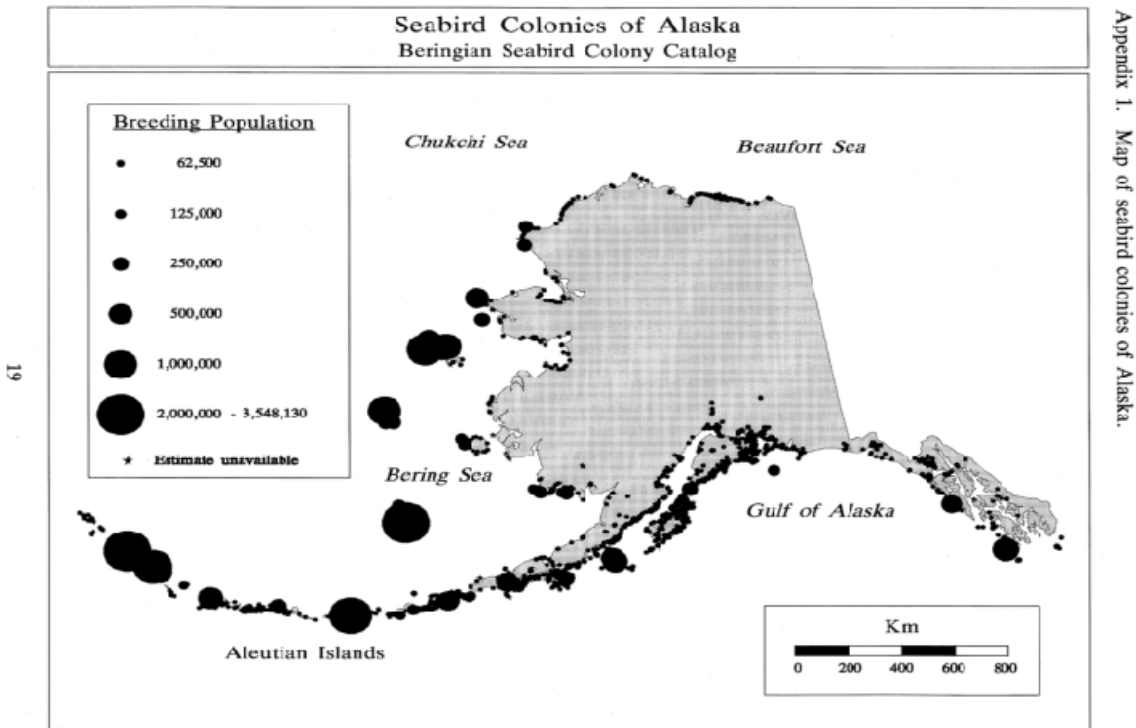 Seabird Colonies of Alaska
Beringian Seabird Colony Catalog
Appendix 1. Map of seabird colonies of Alaska.
Breeding Population
62,500
125,000
250,000
500,000
1,000,000
2,000,000 - 3,548,130
Estimate unavailable
Chukchi Sea
Beaufort Sea
Bering Sea
Gulf of Alaska
Aleutian Islands
Km
0 200 400 600 800
19